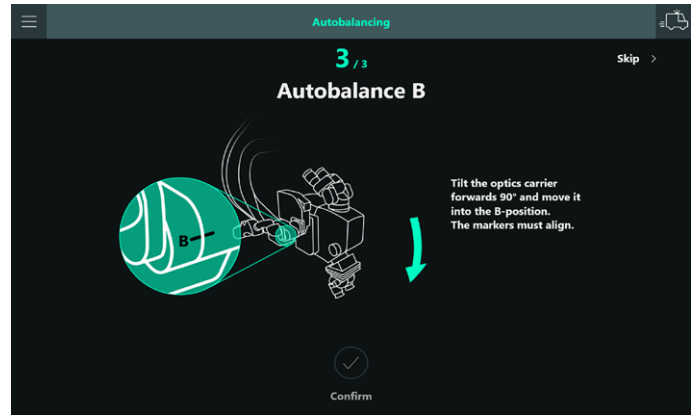 Autobalancing
3 / 3
Skip
Autobalance B
Tilt the optics carrier
forwards 90° and move it
into the B-position.
The markers must align.
B
Confirm